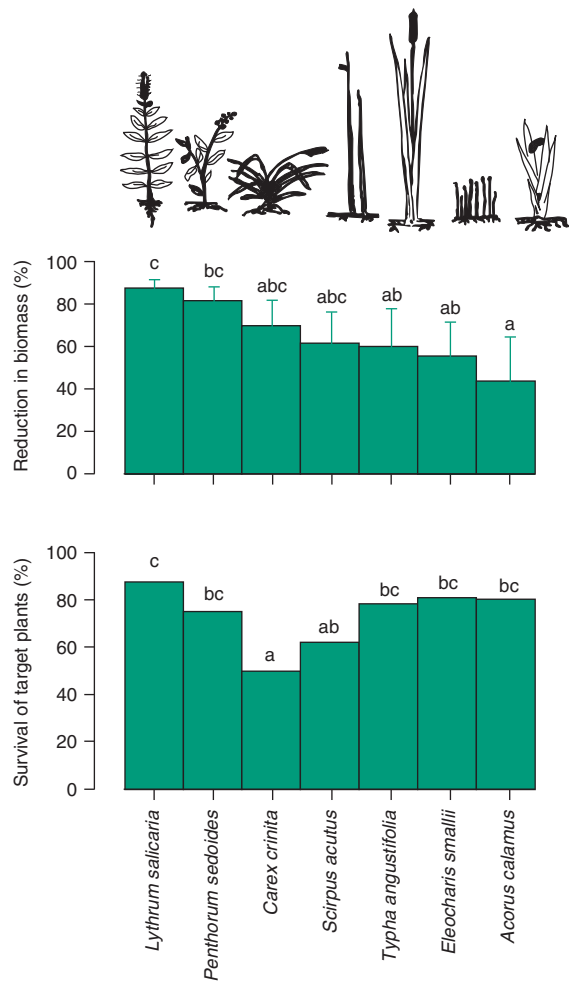 Reduction in biomass (%)
100
80
60
40
20
0
c
bc
abc
abc
ab
ab
a
Survival of target plants (%)
100
80
60
40
20
0
c
bc
a
ab
bc
bc
bc
Lythrum salicaria
Penthorum sedoides
Carex crinita
Scirpus acutus
Typha angustifolia
Eleocharis smallii
Acorus calamus